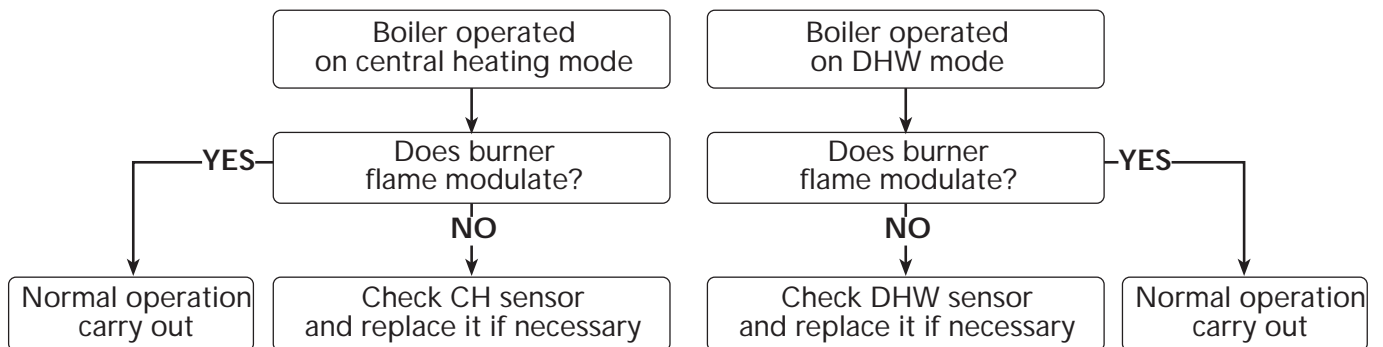 Boiler operated
on central heating mode
Boiler operated
on DHW mode
YES
Does burner
flame modulate?
Does burner
flame modulate?
YES
NO
NO
Normal operation
carry out
Check CH sensor
and replace it if necessary
Check DHW sensor
and replace it if necessary
Normal operation
carry out